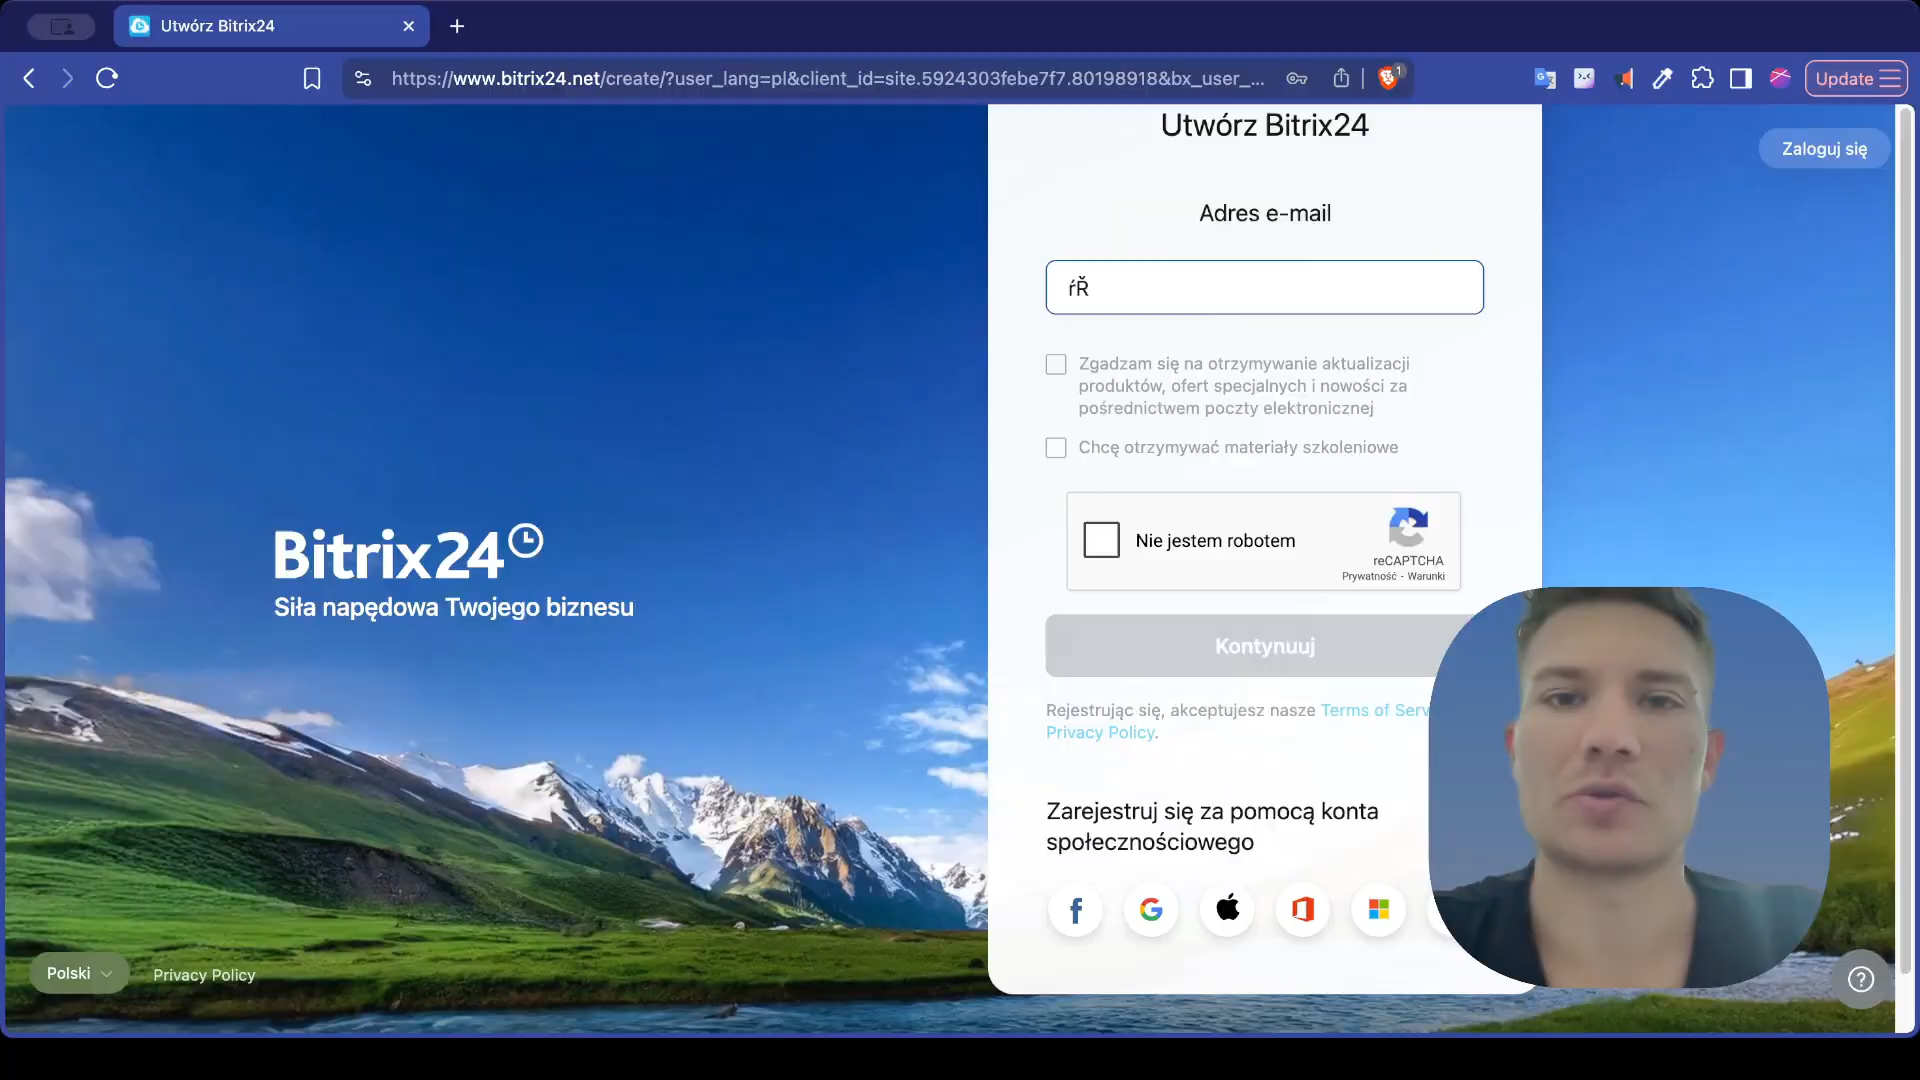 Utwórz Bitrix24
https://www.bitrix24.net/create/?user_lang=pl&client_id=site.5924303febe7f7.80198918&bx_user_...
1
Update
Utwórz Bitrix24
Zaloguj się
Adres e-mail
ŕŘ
Zgadzam się na otrzymywanie aktualizacji
produktów, ofert specjalnych i nowości za
pośrednictwem poczty elektronicznej
Chcę otrzymywać materiały szkoleniowe
Nie jestem robotem
reCAPTCHA
Prywatność - Warunki
Bitrix24
Siła napędowa Twojego biznesu
Kontynuuj
Rejestrując się, akceptujesz nasze Terms of Serv
Privacy Policy.
Zarejestruj się za pomocą konta
społecznościowego
Polski
Privacy Policy